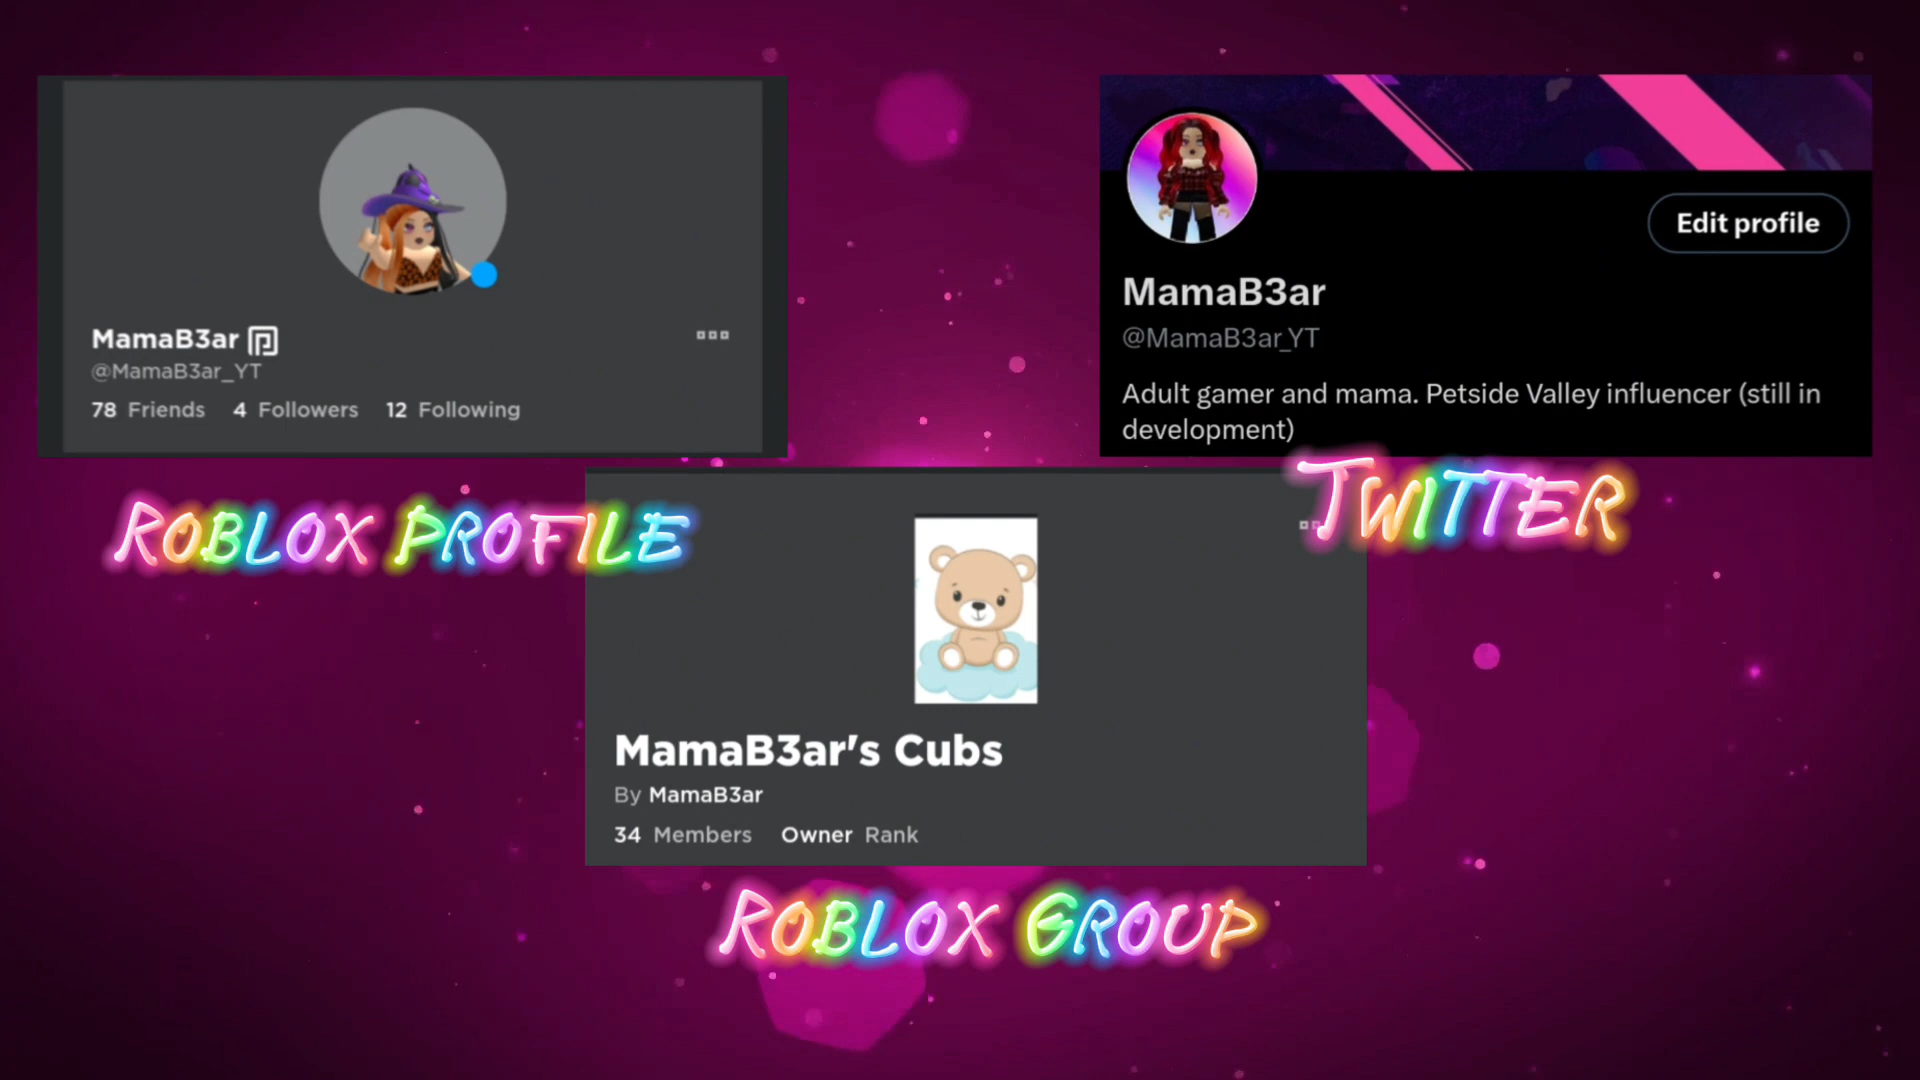 MamaB3ar
@MamaB3ar_YT
78 Friends 4 Followers 12 Following
ROBLOX PROFILE
Edit profile
MamaB3ar
@MamaB3ar_YT
Adult gamer and mama. Petside Valley influencer (still in
development)
TWITTER
MamaB3ar's Cubs
By MamaB3ar
34 Members Owner Rank
ROBLOX GROUP